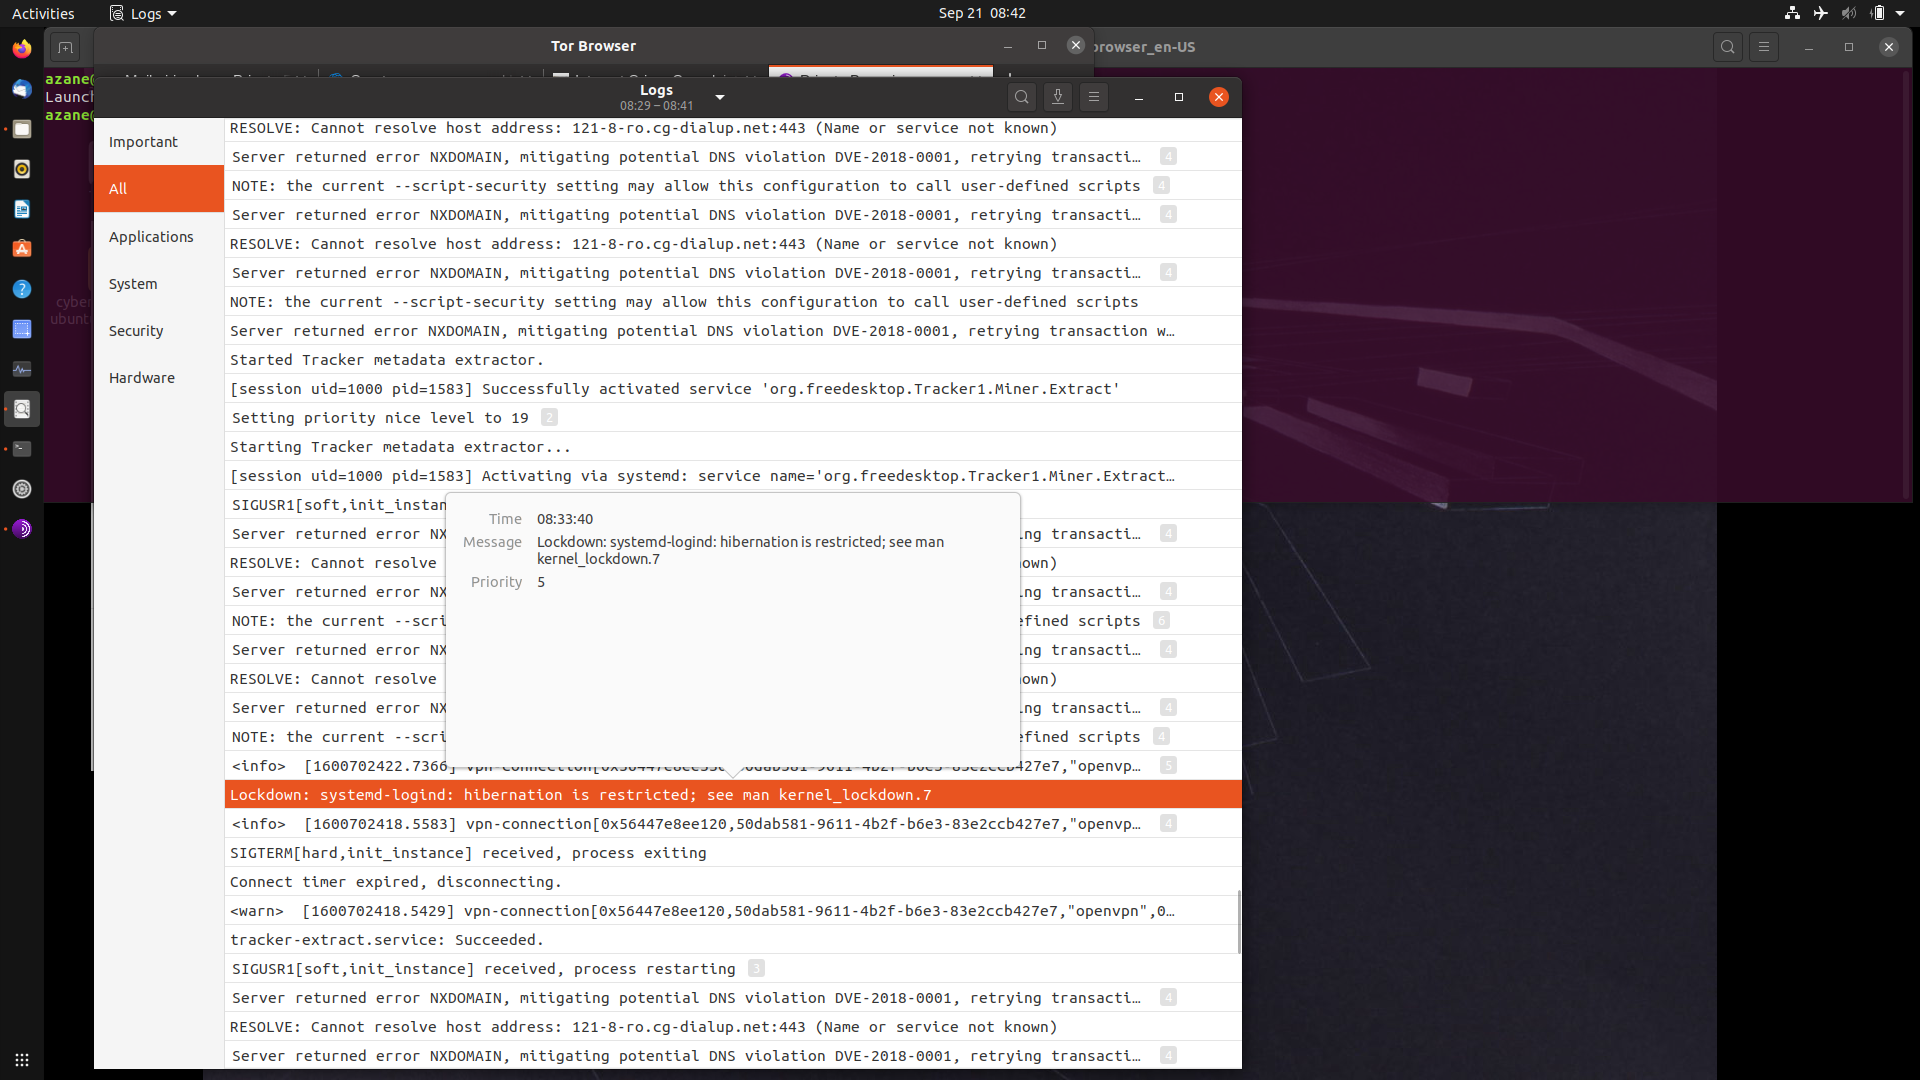 Activities
Logs
Sep 21 08:42
Tor Browser
browser_en-US
azane@
Launch
azane@
Logs
08:29 – 08:41
Important
All
Applications
System
Security
Hardware
RESOLVE: Cannot resolve host address: 121-8-ro.cg-dialup.net:443 (Name or service not known)
Server returned error NXDOMAIN, mitigating potential DNS violation DVE-2018-0001, retrying transacti… 4
NOTE: the current --script-security setting may allow this configuration to call user-defined scripts 4
Server returned error NXDOMAIN, mitigating potential DNS violation DVE-2018-0001, retrying transacti… 4
RESOLVE: Cannot resolve host address: 121-8-ro.cg-dialup.net:443 (Name or service not known)
Server returned error NXDOMAIN, mitigating potential DNS violation DVE-2018-0001, retrying transacti… 4
NOTE: the current --script-security setting may allow this configuration to call user-defined scripts
Server returned error NXDOMAIN, mitigating potential DNS violation DVE-2018-0001, retrying transaction w…
Started Tracker metadata extractor.
[session uid=1000 pid=1583] Successfully activated service 'org.freedesktop.Tracker1.Miner.Extract'
Setting priority nice level to 19 2
Starting Tracker metadata extractor...
[session uid=1000 pid=1583] Activating via systemd: service name='org.freedesktop.Tracker1.Miner.Extract…
SIGUSR1[soft,init_instan
Server returned error NX ng transacti… 4
RESOLVE: Cannot resolve own)
Server returned error NX ng transacti… 4
NOTE: the current --scri efined scripts 6
Server returned error NX ng transacti… 4
RESOLVE: Cannot resolve own)
Server returned error NX ng transacti… 4
NOTE: the current --scri efined scripts 4
Time 08:33:40
Message Lockdown: systemd-logind: hibernation is restricted; see man
kernel_lockdown.7
Priority 5
<info> [1600702422.7366] vpn-connection[0x56447e8ee33c,50dab581-9611-4b2f-b6e3-83e2ccb427e7,"openvp… 5
Lockdown: systemd-logind: hibernation is restricted; see man kernel_lockdown.7
<info> [1600702418.5583] vpn-connection[0x56447e8ee120,50dab581-9611-4b2f-b6e3-83e2ccb427e7,"openvp… 4
SIGTERM[hard,init_instance] received, process exiting
Connect timer expired, disconnecting.
<warn> [1600702418.5429] vpn-connection[0x56447e8ee120,50dab581-9611-4b2f-b6e3-83e2ccb427e7,"openvpn",0…
tracker-extract.service: Succeeded.
SIGUSR1[soft,init_instance] received, process restarting 3
Server returned error NXDOMAIN, mitigating potential DNS violation DVE-2018-0001, retrying transacti… 4
RESOLVE: Cannot resolve host address: 121-8-ro.cg-dialup.net:443 (Name or service not known)
Server returned error NXDOMAIN, mitigating potential DNS violation DVE-2018-0001, retrying transacti… 4
cyber
ubunt